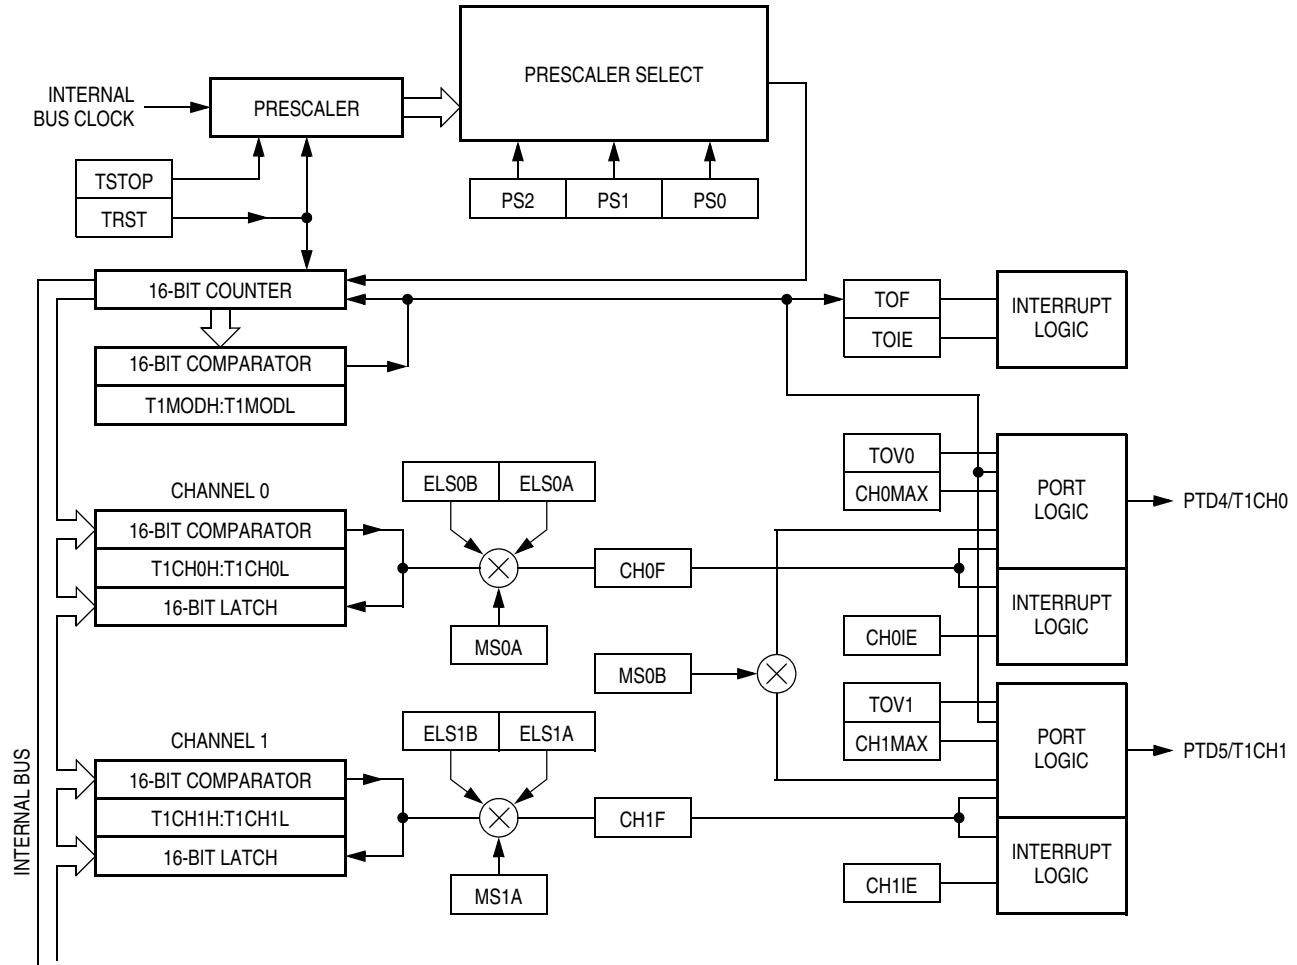 PRESCALER SELECT
INTERNAL
BUS CLOCK
PRESCALER
TSTOP
TRST
PS2
PS1
PS0
16-BIT COUNTER
16-BIT COMPARATOR
T1MODH:T1MODL
TOF
TOIE
INTERRUPT
LOGIC
CHANNEL 0
16-BIT COMPARATOR
T1CH0H:T1CH0L
16-BIT LATCH
ELS0B
ELS0A
MS0A
CH0F
TOV0
CH0MAX
PORT
LOGIC
PTD4/T1CH0
INTERRUPT
LOGIC
CH0IE
MS0B
CHANNEL 1
16-BIT COMPARATOR
T1CH1H:T1CH1L
16-BIT LATCH
ELS1B
ELS1A
MS1A
CH1F
TOV1
CH1MAX
PORT
LOGIC
PTD5/T1CH1
INTERRUPT
LOGIC
CH1IE
INTERNAL BUS